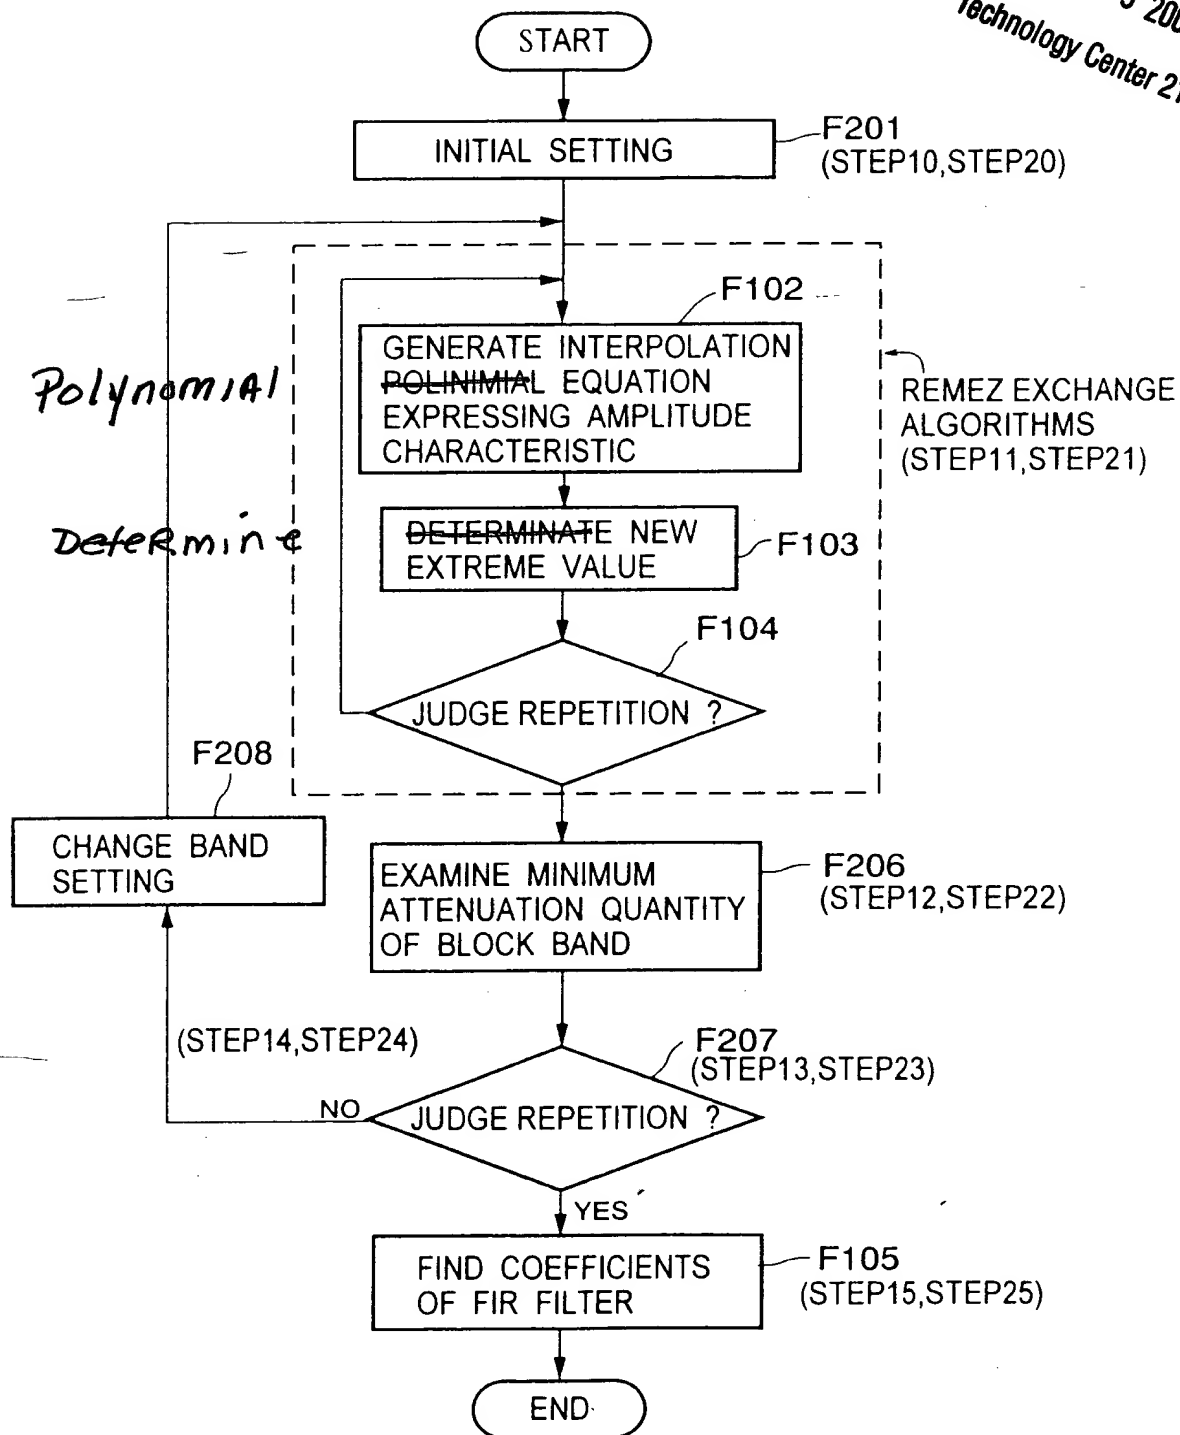 5 200
Technology Center 21
START
INITIAL SETTING
F201
(STEP10,STEP20)
F102
GENERATE INTERPOLATION
POLINIMIAL EQUATION
EXPRESSING AMPLITUDE
CHARACTERISTIC
Polynomial
REMEZ EXCHANGE
ALGORITHMS
(STEP11,STEP21)
Determine
DETERMINATE NEW
EXTREME VALUE
F103
F104
JUDGE REPETITION ?
F208
CHANGE BAND
SETTING
EXAMINE MINIMUM
ATTENUATION QUANTITY
OF BLOCK BAND
F206
(STEP12,STEP22)
(STEP14,STEP24)
F207
(STEP13,STEP23)
NO
JUDGE REPETITION ?
YES
FIND COEFFICIENTS
OF FIR FILTER
F105
(STEP15,STEP25)
END